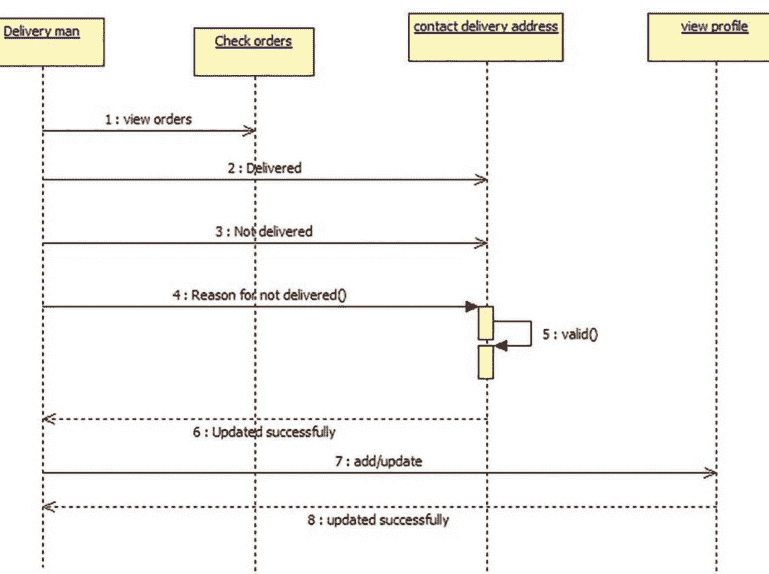 Delivery man
Check orders
contact delivery address
view profile
1 : view orders
2 : Delivered
3 : Not delivered
4 : Reason for not delivered()
5 : valid()
6 : Updated successfully
7 : add/update
8 : updated successfully